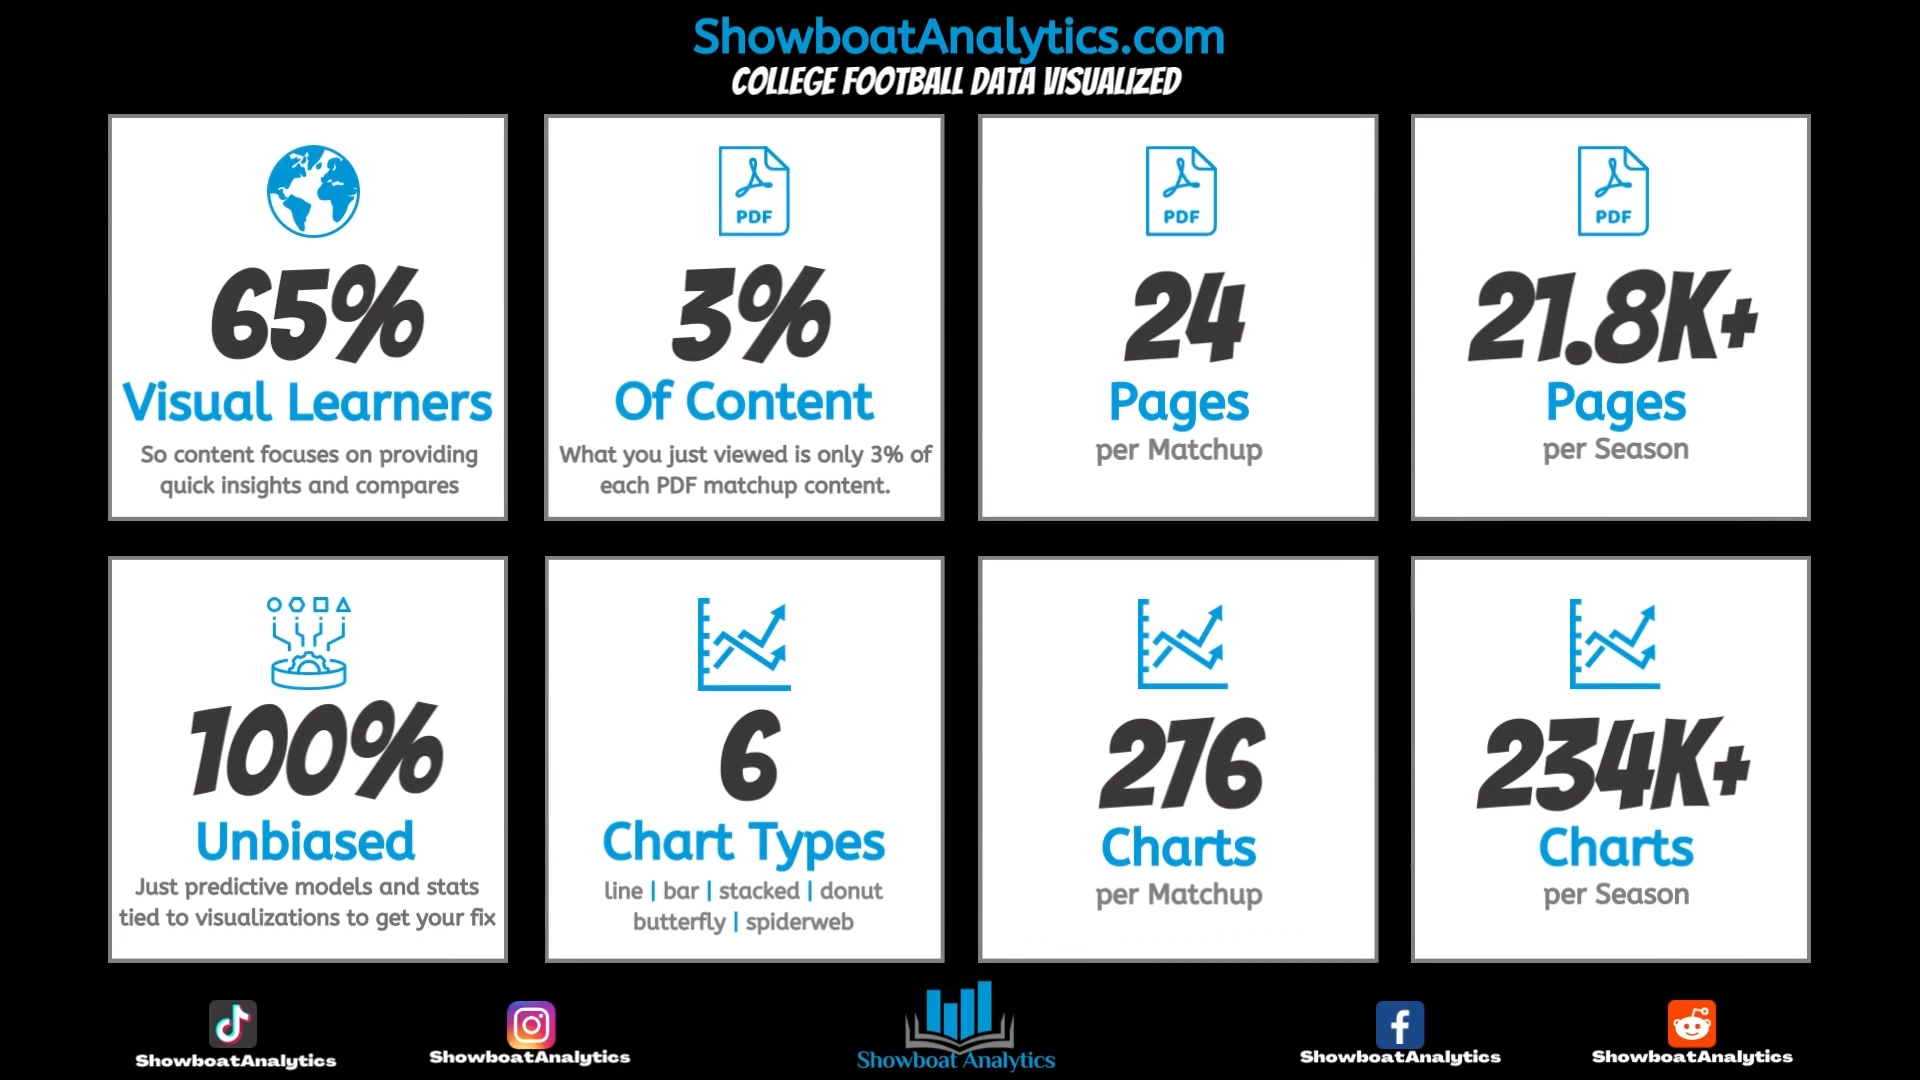 ShowboatAnalytics.com
COLLEGE FOOTBALL DATA VISUALIZED
65%
Visual Learners
So content focuses on providing
quick insights and compares
PDF
3%
Of Content
What you just viewed is only 3% of
each PDF matchup content.
PDF
24
Pages
per Matchup
PDF
21.8K+
Pages
per Season
100%
Unbiased
Just predictive models and stats
tied to visualizations to get your fix
6
Chart Types
line | bar | stacked | donut
butterfly | spiderweb
276
Charts
per Matchup
234K+
Charts
per Season
ShowboatAnalytics
ShowboatAnalytics
Showboat Analytics
ShowboatAnalytics
ShowboatAnalytics